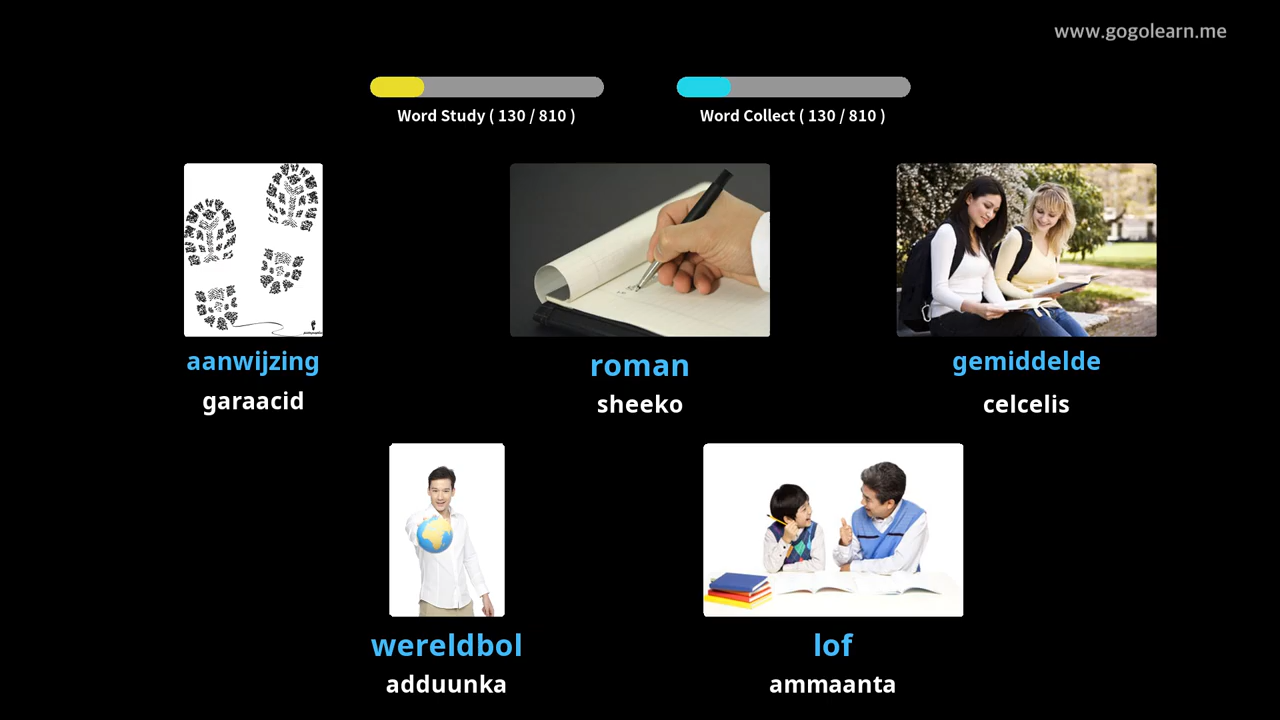 www.gogolearn.me
Word Study ( 130 / 810 )
Word Collect ( 130 / 810 )
aanwijzing
garaacid
roman
sheeko
gemiddelde
celcelis
wereldbol
adduunka
lof
ammaanta